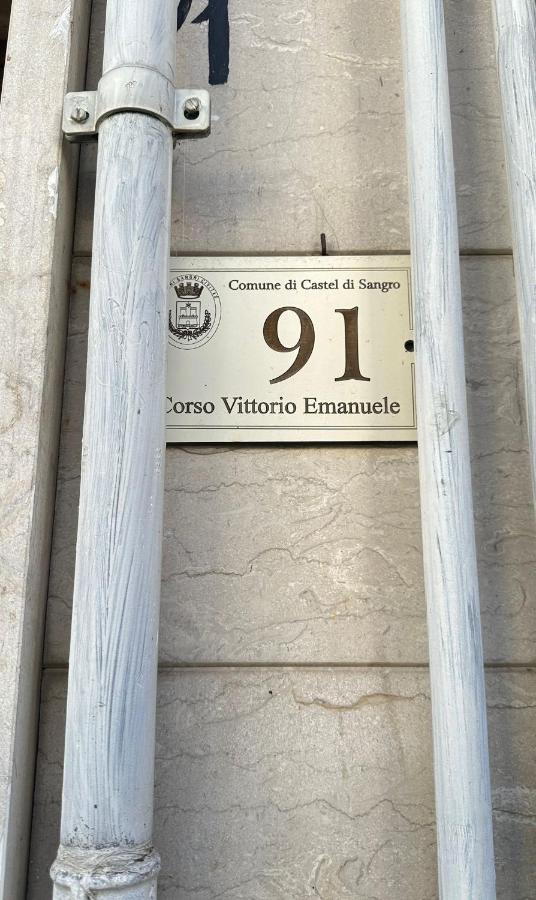 Comune di Castel di Sangro
91
Corso Vittorio Emanuele